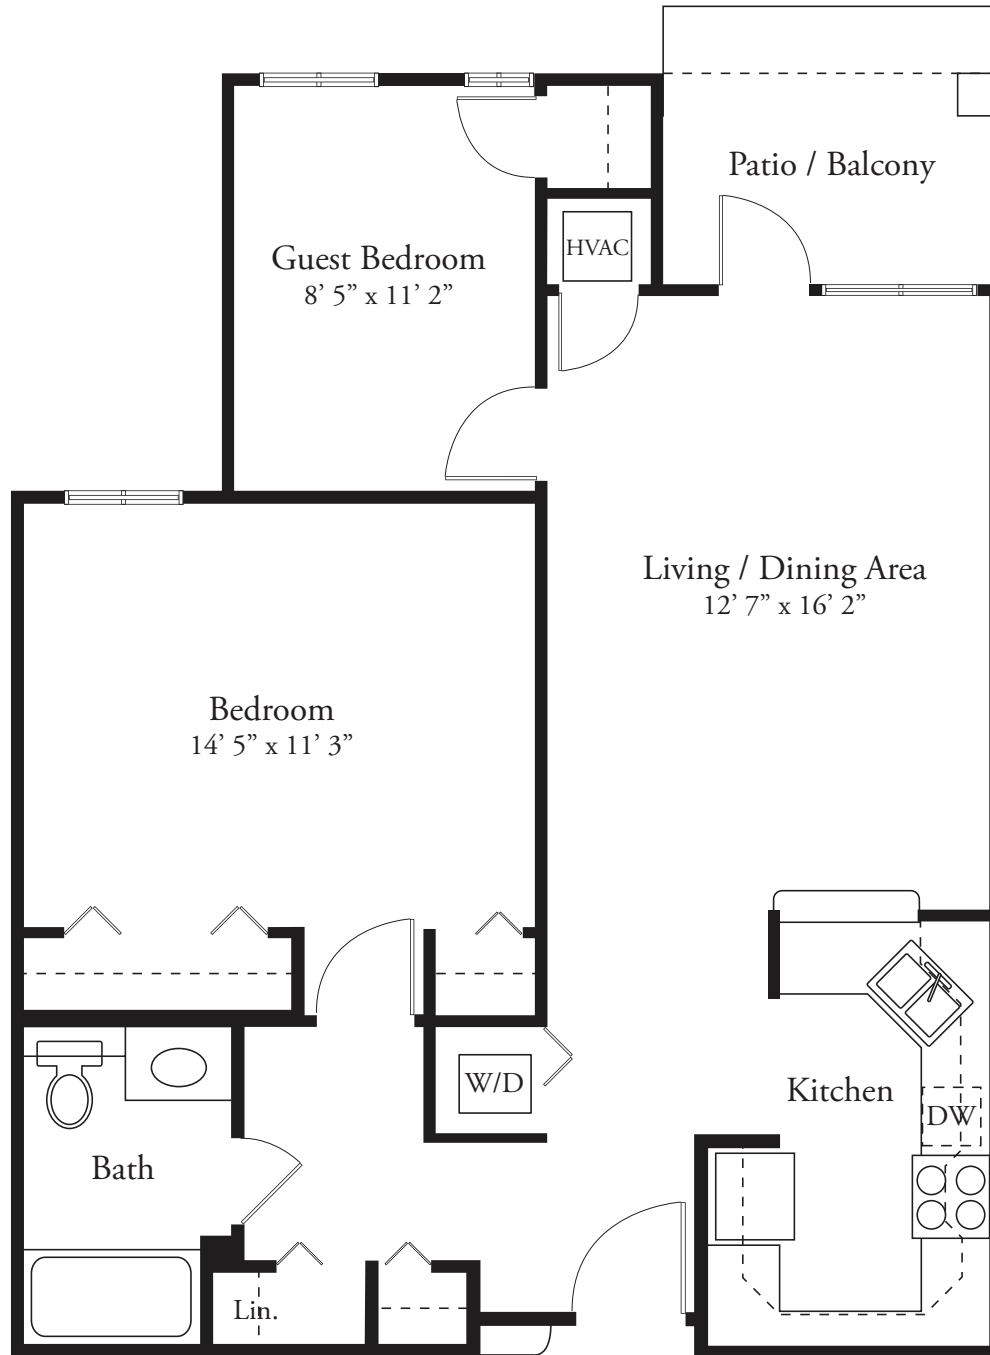 Patio / Balcony
HVAC
Guest Bedroom
8’ 5” x 11’ 2”
Living / Dining Area
12’ 7” x 16’ 2”
Bedroom
14’ 5” x 11’ 3”
W/D
Kitchen
DW
Bath
Lin.